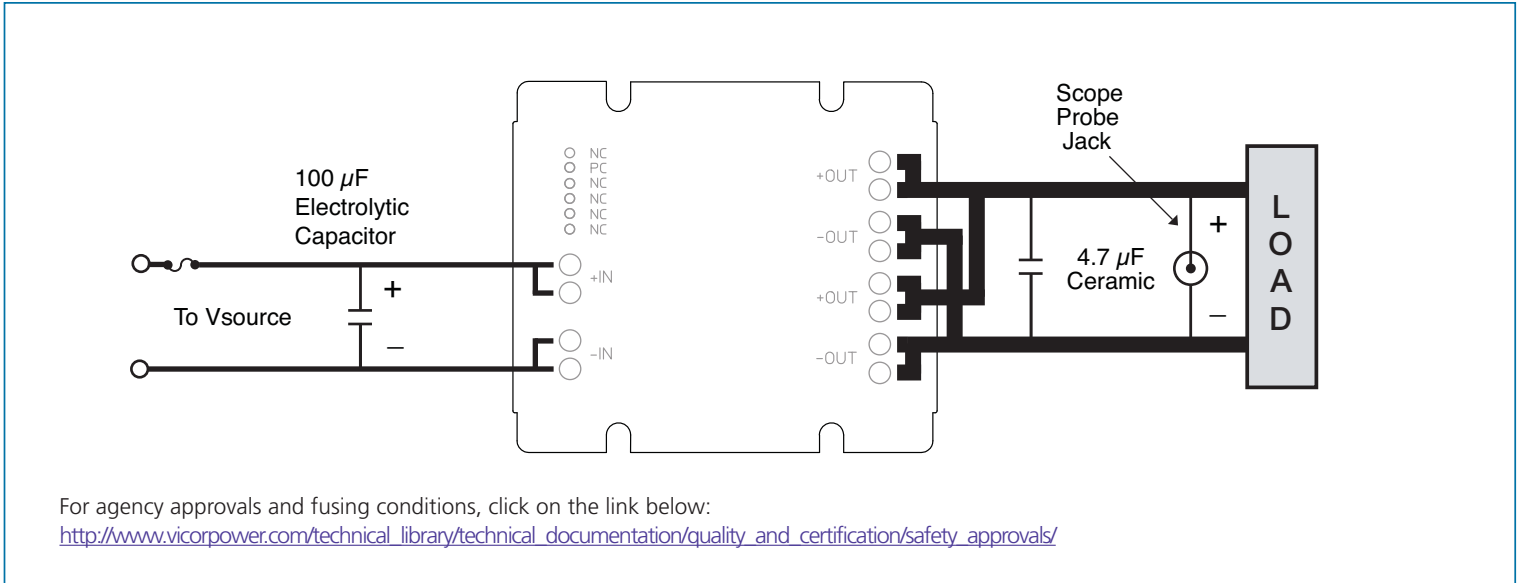 Scope
Probe
Jack
100 µF
Electrolytic
Capacitor
NC
PC
NC
NC
NC
NC
+OUT
-OUT
+OUT
-OUT
+IN
-IN
To Vsource
+
–
4.7 µF
Ceramic
+
–
L
O
A
D
For agency approvals and fusing conditions, click on the link below:
http://www.vicorpower.com/technical_library/technical_documentation/quality_and_certification/safety_approvals/